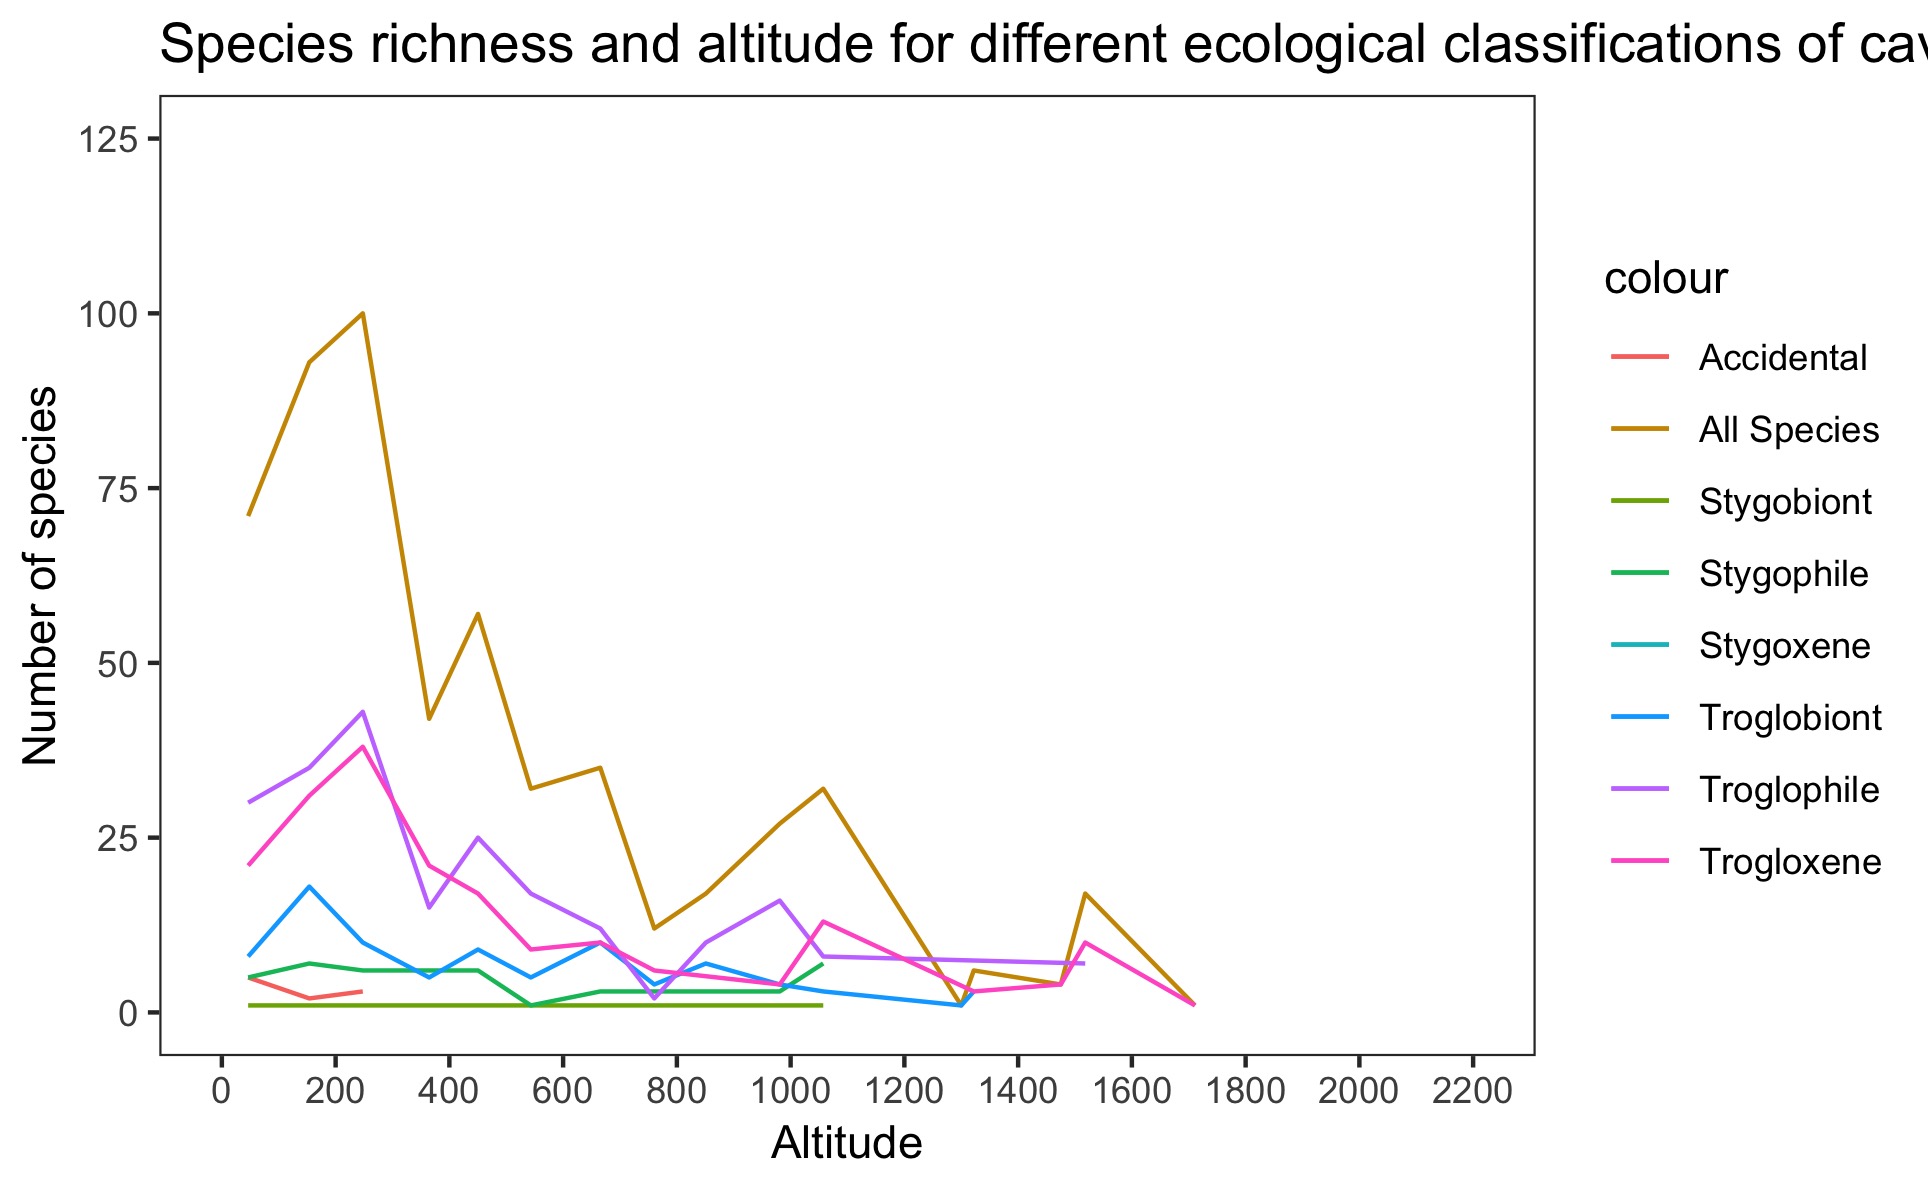 Species richness and altitude for different ecological classifications of
125
100
75
50
25
0
Number of species
0 200 400 600 800 1000 1200 1400 1600 1800 2000 2200
Altitude
colour
Accidental
All Species
Stygobiont
Stygophile
Stygoxene
Troglobiont
Troglophile
Trogloxene